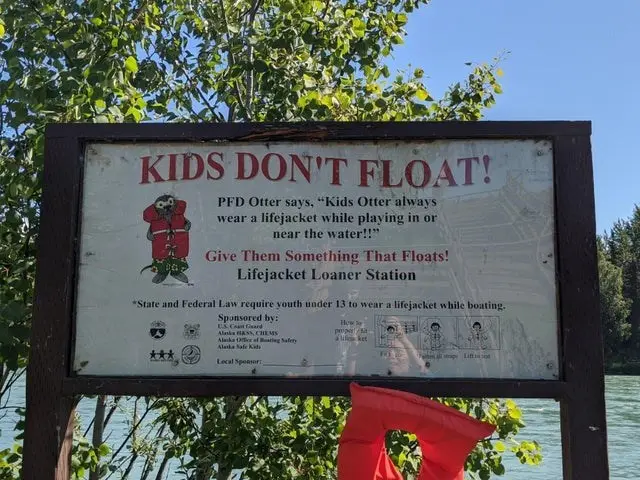 KIDS DON'T FLOAT!
PFD Otter says, "Kids Otter always
wear a lifejacket while playing in or
near the water!!"
Give Them Something That Floats!
Lifejacket Loaner Station
*State and Federal Law require youth under 13 to wear a lifejacket while boating.
Sponsored by:
U.S. Coast Guard
Alaska H&SS, CHEMS
Alaska Office of Boating Safety
Alaska Safe Kids
Local Sponsor:
How to
properly fit
a lifejacket
Fasten all straps
Lift to test